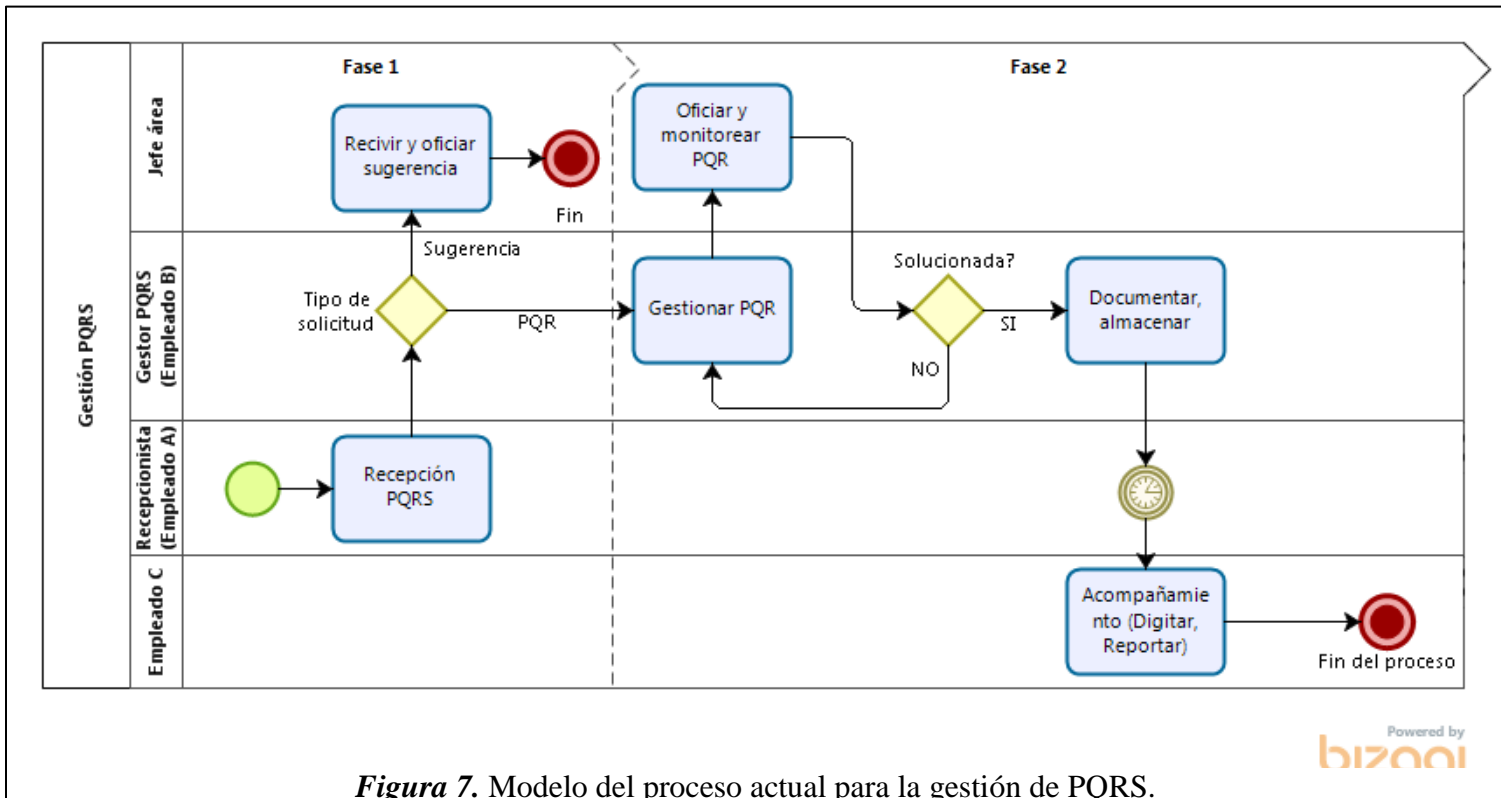 Fase 1
Fase 2
Gestión PQRS
Jefe área
Recivir y oficiar
sugerencia
Fin
Oficiar y
monitorear
PQR
Gestor PQRS
(Empleado B)
Sugerencia
Tipo de
solicitud
PQR
Gestionar PQR
Solucionada?
SI
NO
Documentar,
almacenar
Recepcionista
(Empleado A)
Recepción
PQRS
Empleado C
Acompañamie
nto (Digitar,
Reportar)
Fin del proceso
Powered by
bizagi
Figura 7. Modelo del proceso actual para la gestión de PQRS.